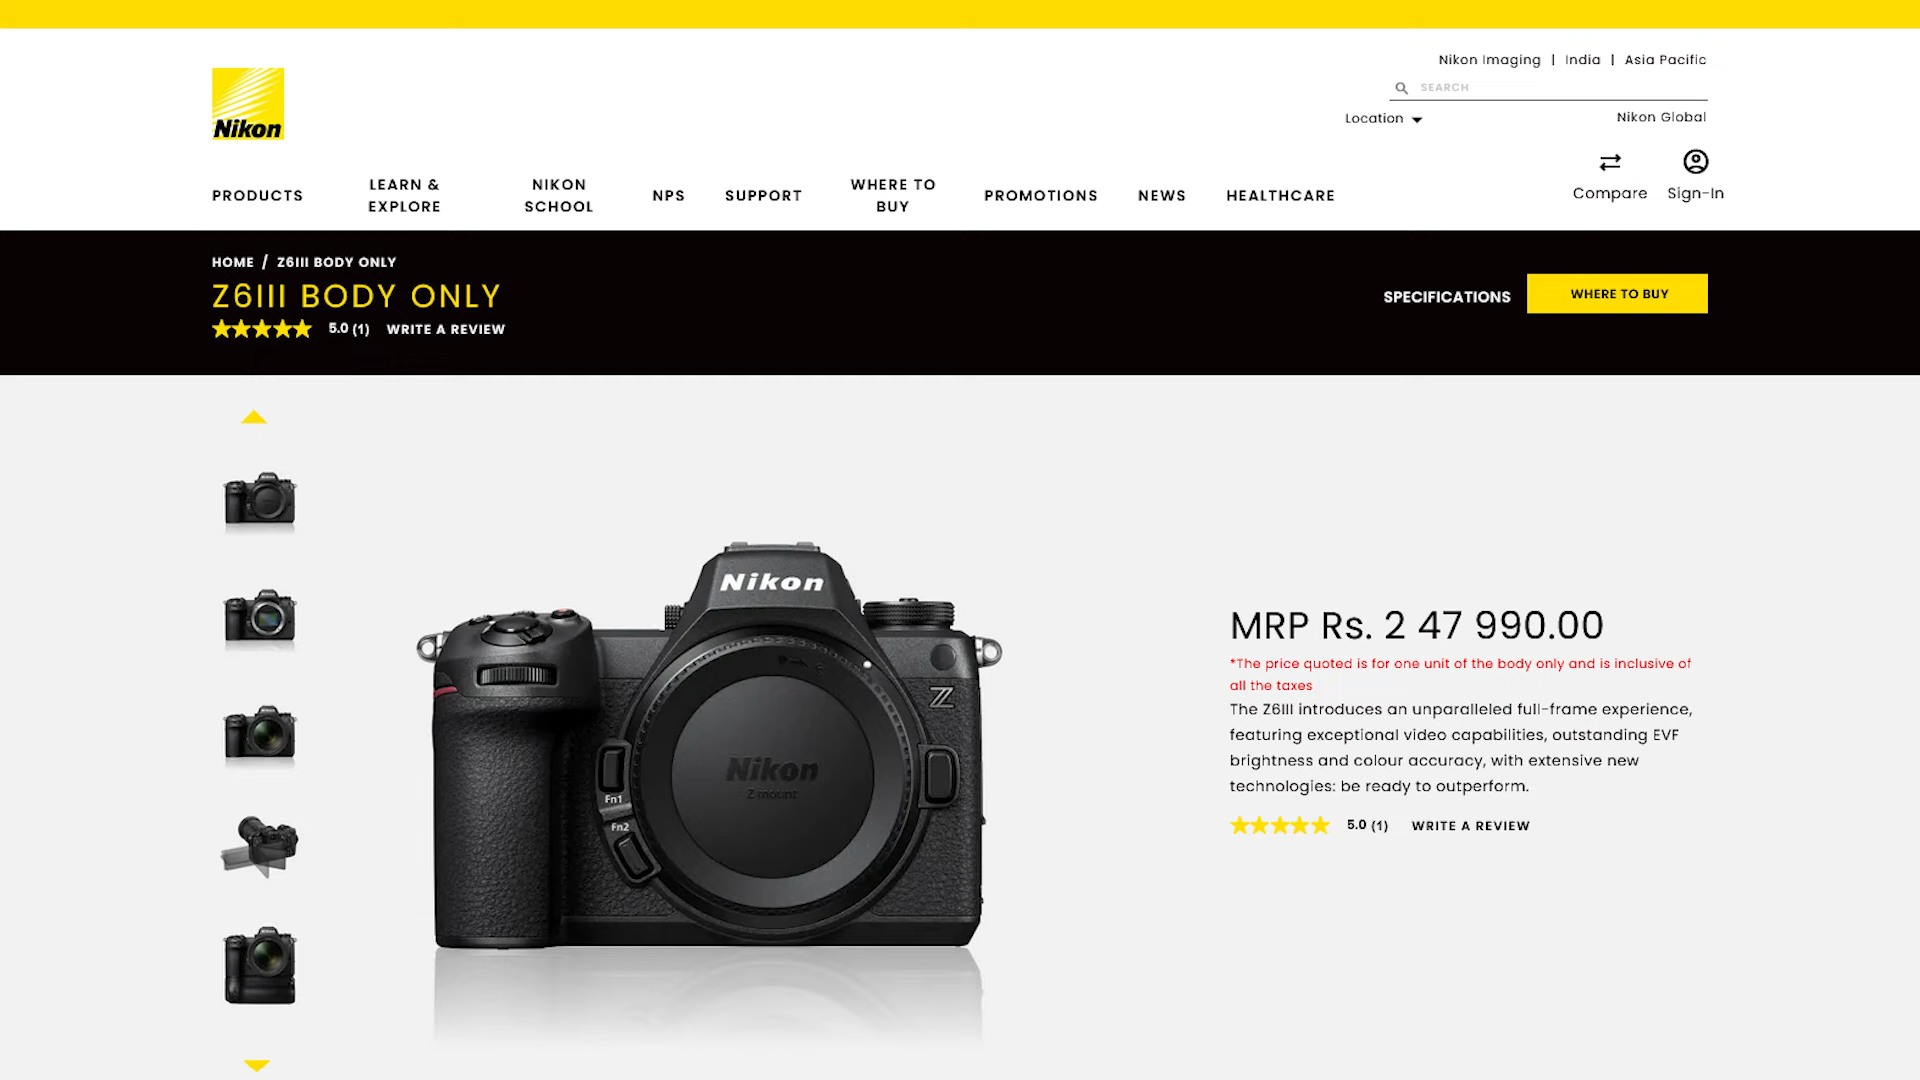 Nikon Imaging | India | Asia Pacific
Nikon
SEARCH
Location
Nikon Global
PRODUCTS
LEARN &
EXPLORE
NIKON
SCHOOL
NPS
SUPPORT
WHERE TO
BUY
PROMOTIONS
NEWS
HEALTHCARE
Compare
Sign-In
HOME / Z6III BODY ONLY
Z6III BODY ONLY
5.0 (1) WRITE A REVIEW
SPECIFICATIONS
WHERE TO BUY
Nikon
Z
Nikon
Z mount
Fn1
Fn2
MRP Rs. 2 47 990.00
*The price quoted is for one unit of the body only and is inclusive of
all the taxes
The Z6III introduces an unparalleled full-frame experience,
featuring exceptional video capabilities, outstanding EVF
brightness and colour accuracy, with extensive new
technologies: be ready to outperform.
5.0 (1) WRITE A REVIEW